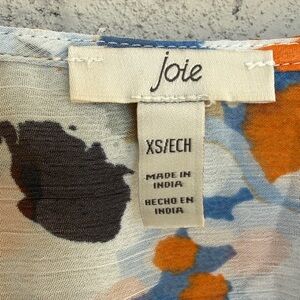 joie
XS/ECH
MADE IN
INDIA
HECHO EN
INDIA